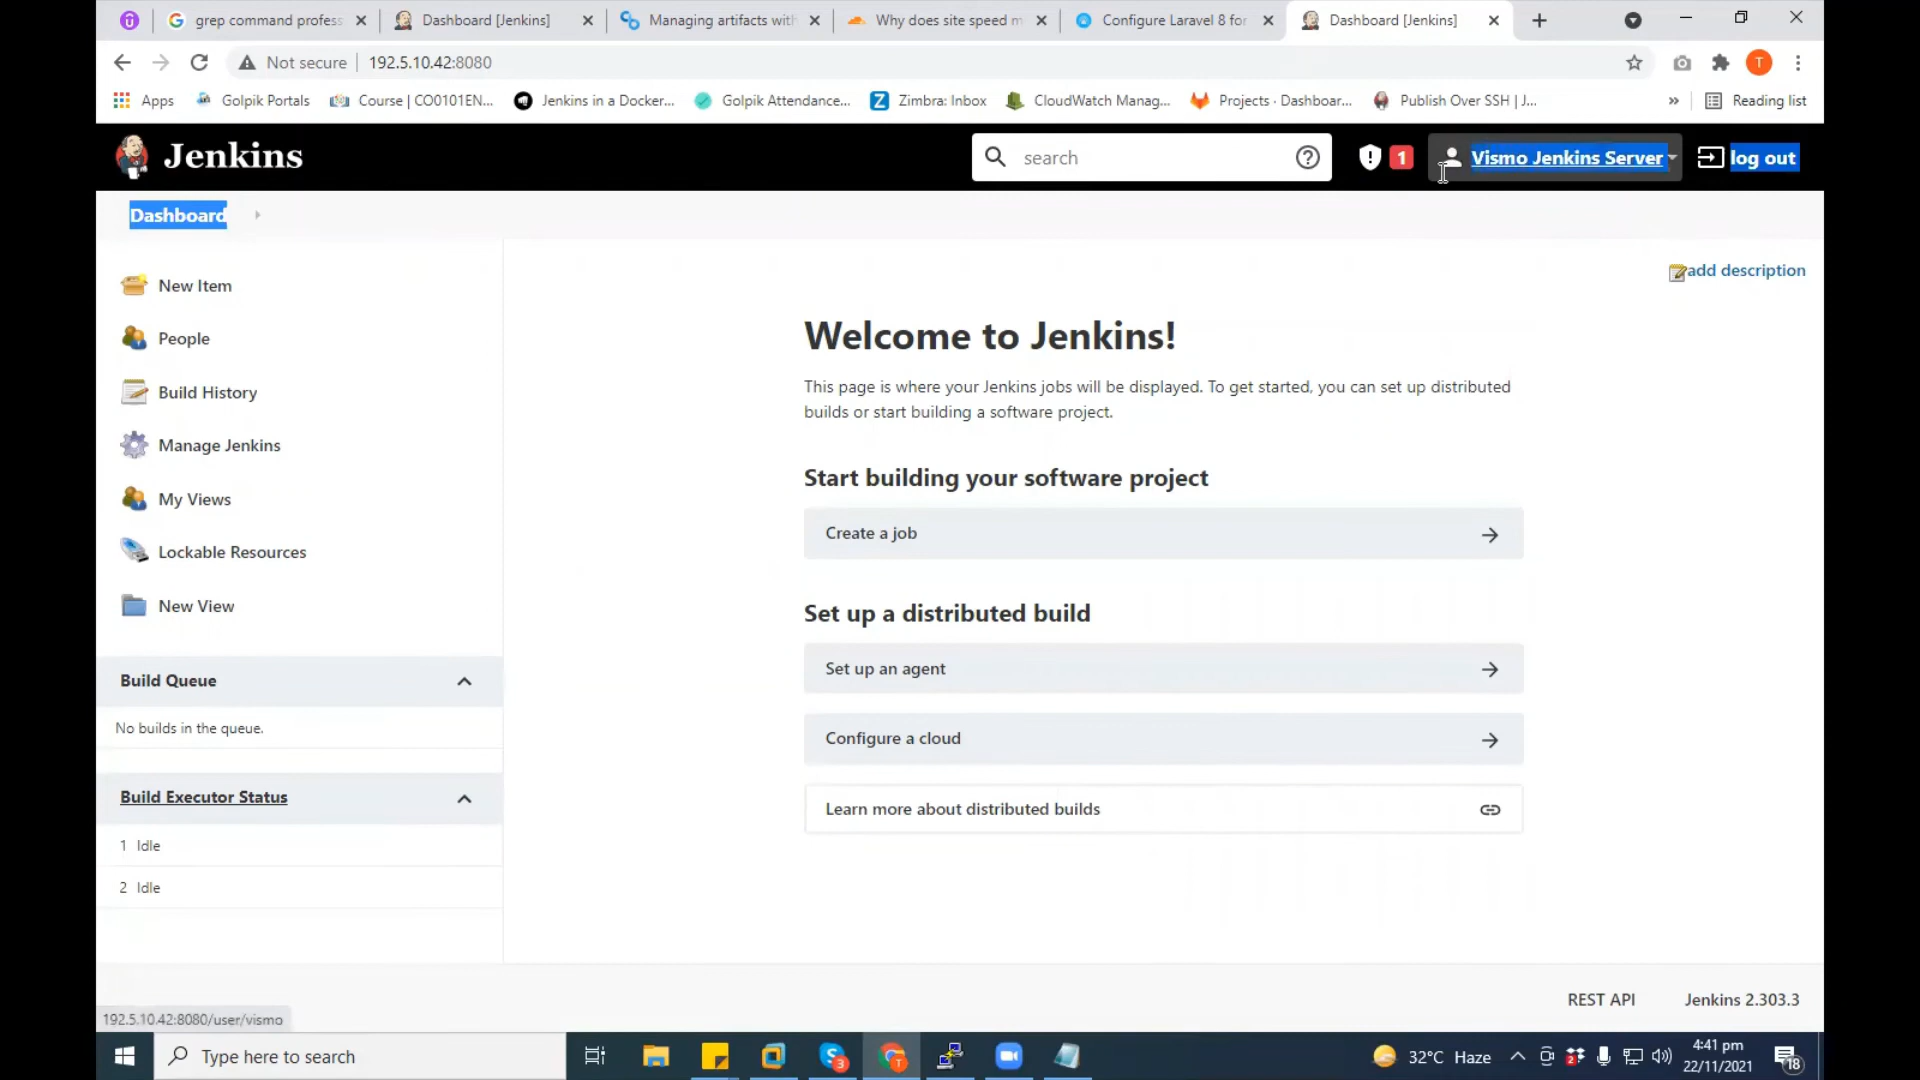 grep command profess
Dashboard [Jenkins]
Managing artifacts with
Why does site speed m
Configure Laravel 8 for
Dashboard [Jenkins]
Not secure
192.5.10.42:8080
T
Apps
Golpik Portals
Course | CO0101EN...
Jenkins in a Docker...
Golpik Attendance...
Zimbra: Inbox
CloudWatch Manag...
Projects · Dashboar...
Publish Over SSH | J...
»
Reading list
Jenkins
search
1
Vismo Jenkins Server
log out
Dashboard
add description
New Item
People
Build History
Manage Jenkins
My Views
Lockable Resources
New View
Build Queue
No builds in the queue.
Build Executor Status
1 Idle
2 Idle
Welcome to Jenkins!
This page is where your Jenkins jobs will be displayed. To get started, you can set up distributed
builds or start building a software project.
Start building your software project
Create a job
Set up a distributed build
Set up an agent
Configure a cloud
Learn more about distributed builds
REST API
Jenkins 2.303.3
192.5.10.42:8080/user/vismo
Type here to search
32°C Haze
4:41 pm
22/11/2021
18